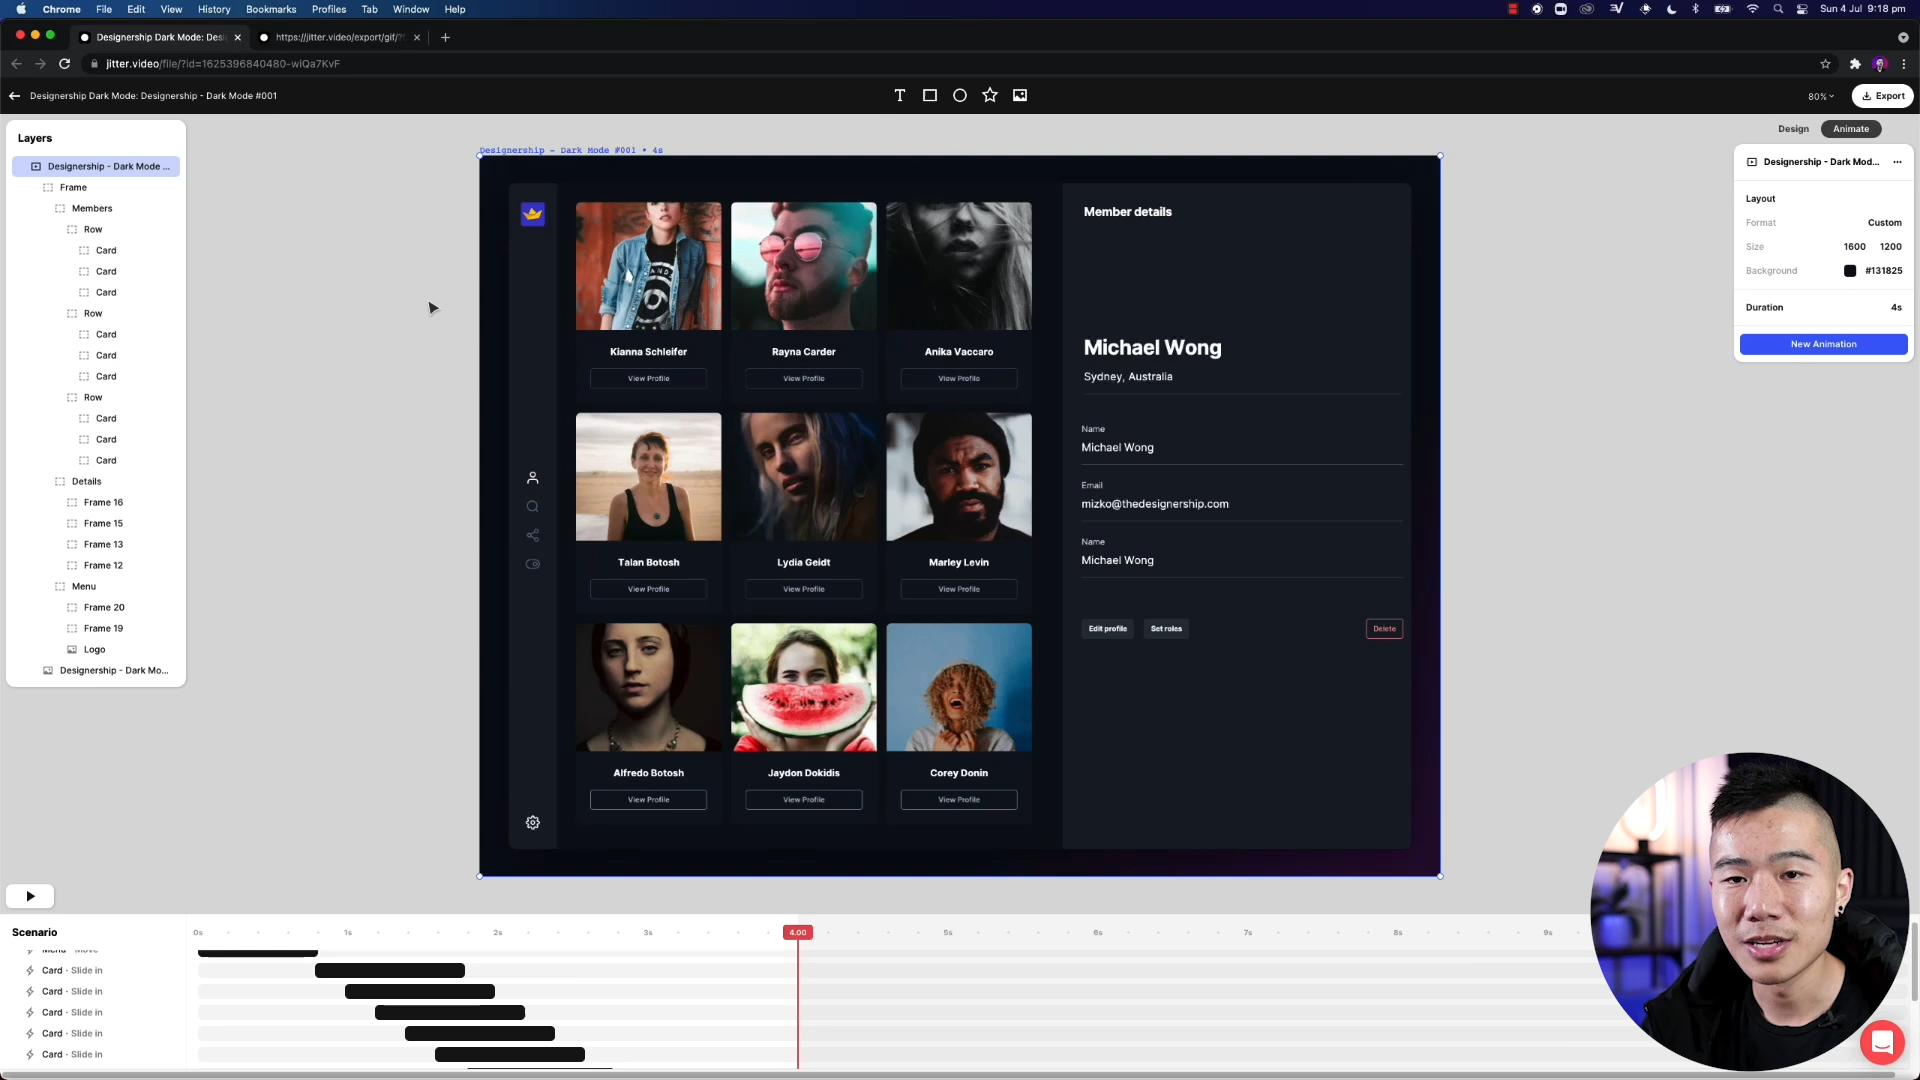 Chrome File Edit View History Bookmarks Profiles Tab Window Help
Sun 4 Jul 9:18 pm
Designership Dark Mode: Desi
https://jitter.video/export/gif/?
jitter.video/file/?id=1625396840480-wiQa7KvF
Designership Dark Mode: Designership - Dark Mode #001
T
80%
Export
Layers
Designership - Dark Mode ...
Frame
Members
Row
Card
Card
Card
Row
Card
Card
Card
Row
Card
Card
Card
Details
Frame 16
Frame 15
Frame 13
Frame 12
Menu
Frame 20
Frame 19
Logo
Designership - Dark Mo...
Designership - Dark Mode #001 • 4s
Kianna Schleifer
Rayna Carder
Anika Vaccaro
View Profile
View Profile
View Profile
Talan Botosh
Lydia Geidt
Marley Levin
View Profile
View Profile
View Profile
Alfredo Botosh
Jaydon Dokidis
Corey Donin
View Profile
View Profile
View Profile
Member details
Michael Wong
Sydney, Australia
Name
Michael Wong
Email
mizko@thedesignership.com
Name
Michael Wong
Edit profile
Set roles
Delete
Design
Animate
Designership - Dark Mod...
Layout
Format Custom
Size 1600 1200
Background #131825
Duration 4s
New Animation
Scenario
0s 1s 2s 3s 4.00 5s 6s 7s 8s 9s
Menu · Move
Card · Slide in
Card · Slide in
Card · Slide in
Card · Slide in
Card · Slide in